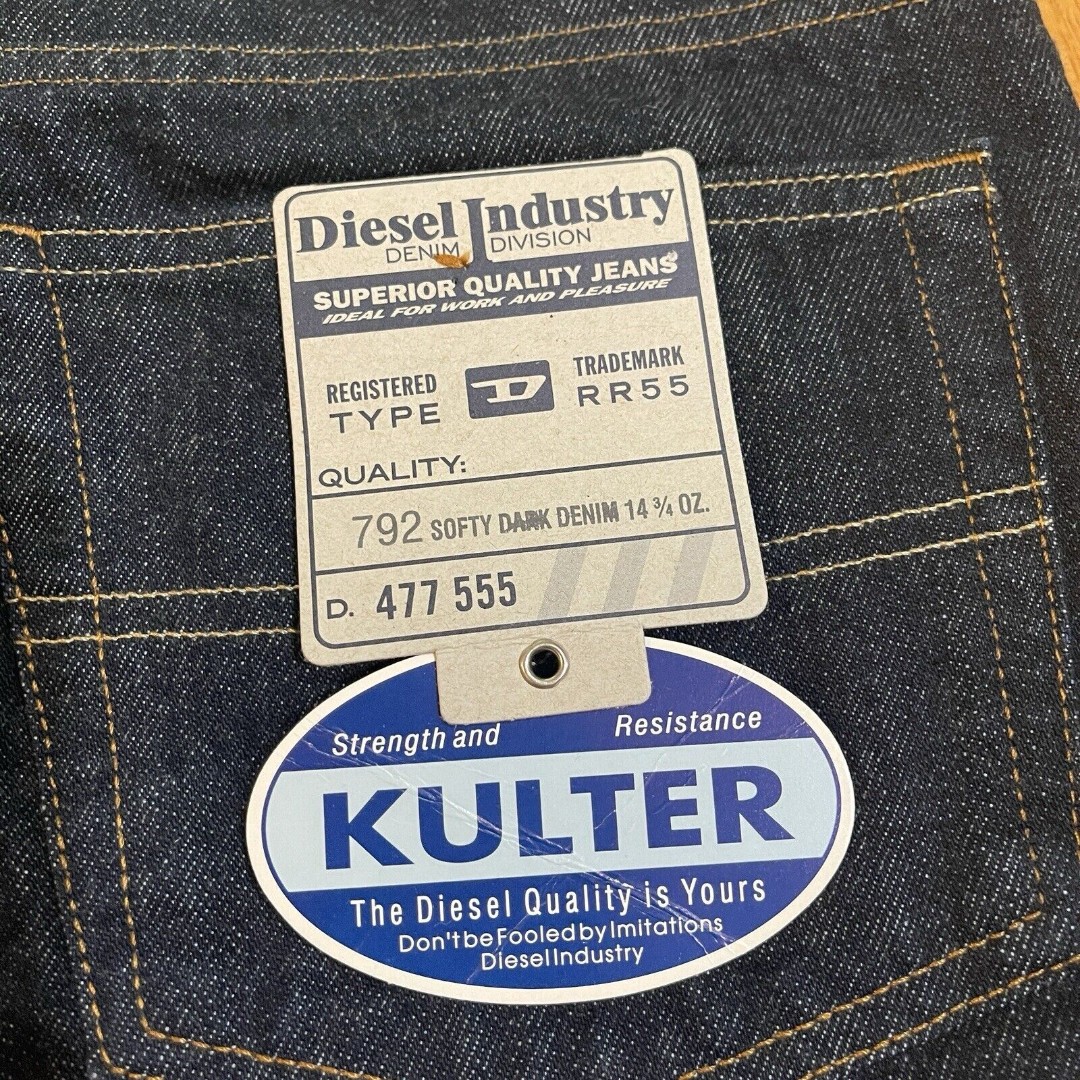 Diesel Industry
DENIM DIVISION
SUPERIOR QUALITY JEANS
IDEAL FOR WORK AND PLEASURE
REGISTERED D TRADEMARK
TYPE RR55
QUALITY:
792 SOFTY DARK DENIM 14 ¾ OZ.
D. 477 555
Strength and Resistance
KULTER
The Diesel Quality is Yours
Don't be Fooled by Imitations
Diesel Industry